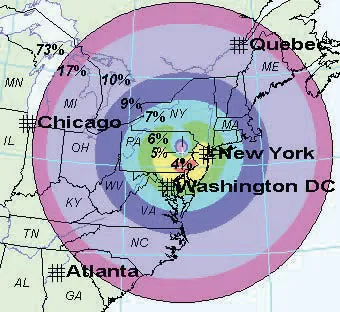 73%
Quebec
17%
ME
MN
10%
MI
9%
7%
NY
MA
Chicago
6%
IL
OH
PA
5%
New York
4%
WV
Washington DC
KY
VA
NC
TN
Atlanta
AL
GA